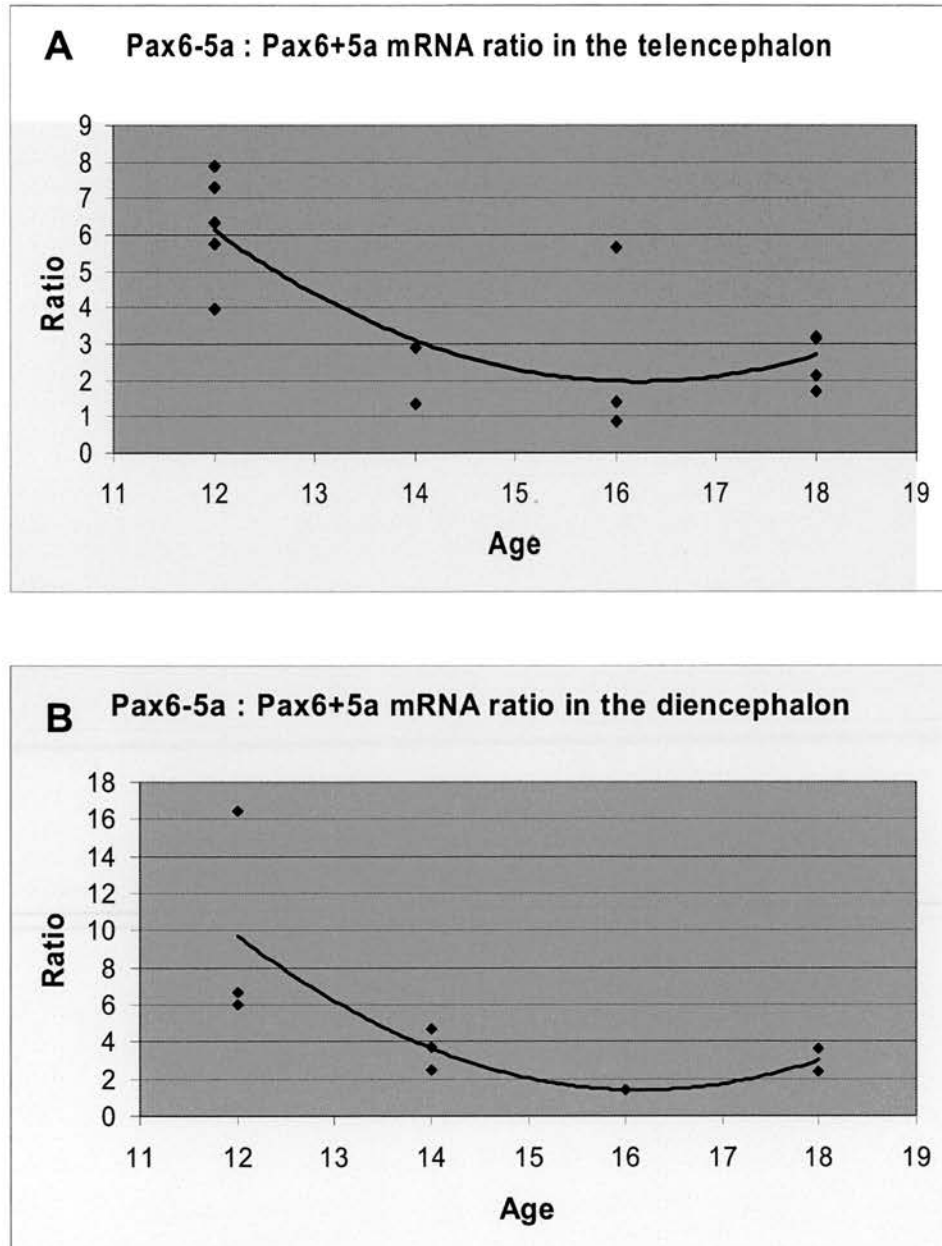 A Pax6-5a : Pax6+5a mRNA ratio in the telencephalon
9
8
7
6
5
4
3
2
1
0
Ratio
11 12 13 14 15 16 17 18 19
Age
B Pax6-5a : Pax6+5a mRNA ratio in the diencephalon
18
16
14
12
10
8
6
4
2
0
Ratio
11 12 13 14 15 16 17 18 19
Age